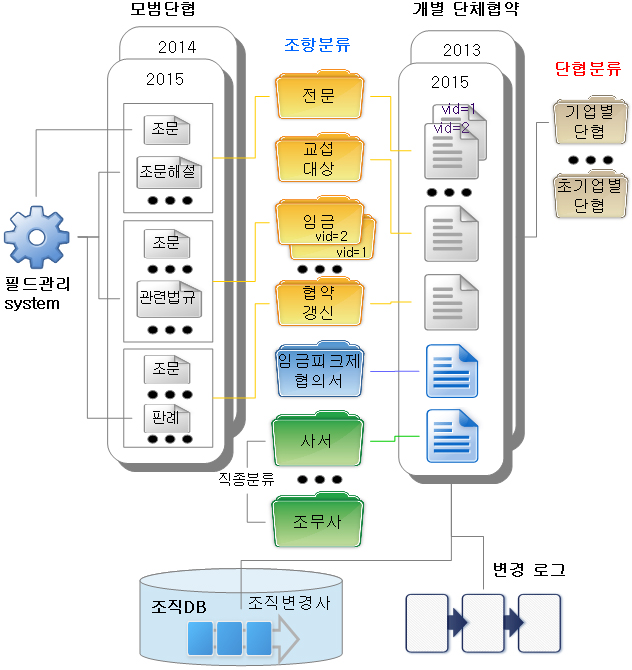 모범단협
개별 단체협약
2014
조항분류
2013
2015
2015
단협분류
전문
vid=1
vid=2
기업별
단협
조문
교섭
대상
조문해설
초기업별
단협
임금
vid=2
vid=1
조문
필드관리
system
관련법규
협약
갱신
조문
임금피크제
협의서
판례
사서
직종분류
조무사
변경 로그
조직DB
조직변경사